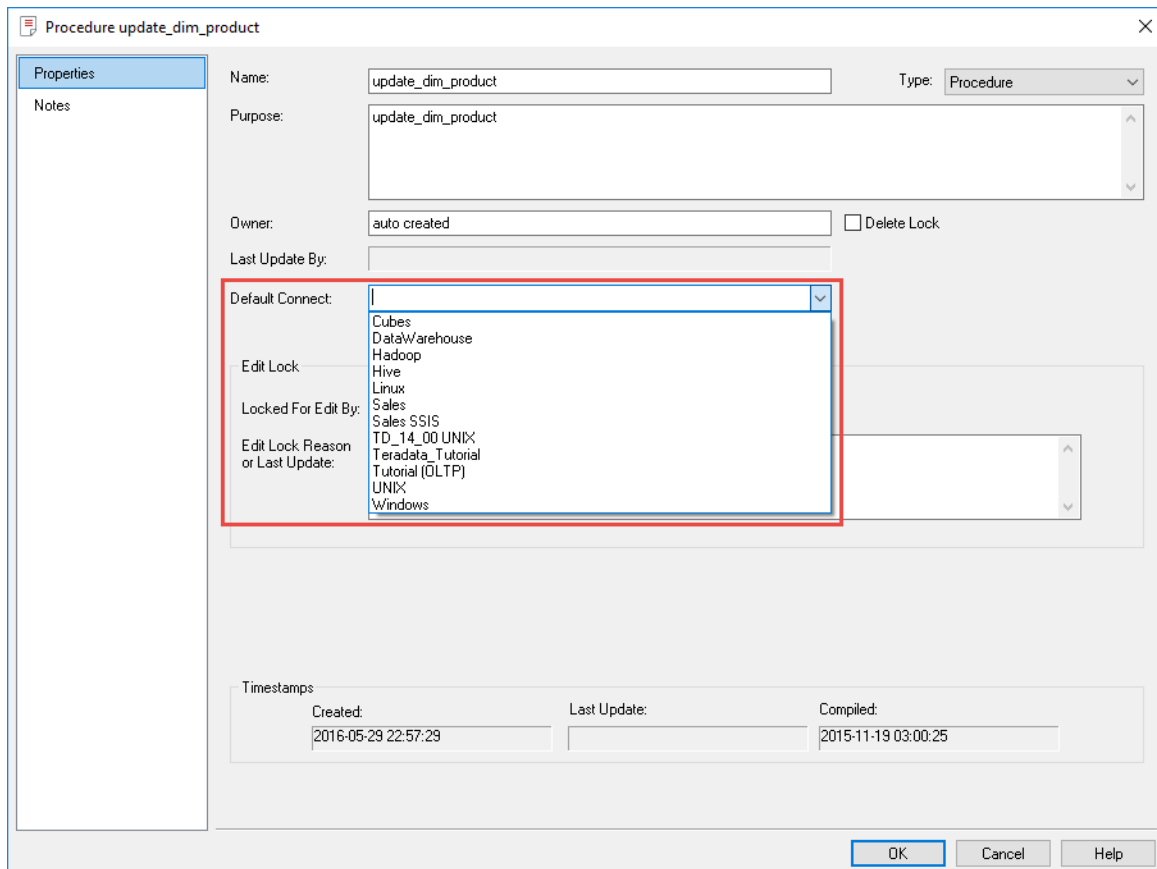 Procedure update_dim_product
Properties
Notes
Name: update_dim_product Type: Procedure
Purpose: update_dim_product
Owner: auto created Delete Lock
Last Update By:
Default Connect:
Cubes
DataWarehouse
Hadoop
Hive
Linux
Sales
Sales SSIS
TD_14_00 UNIX
Teradata_Tutorial
Tutorial (OLTP)
UNIX
Windows
Edit Lock
Locked For Edit By:
Edit Lock Reason
or Last Update:
Timestamps
Created: Last Update: Compiled:
2016-05-29 22:57:29 2015-11-19 03:00:25
OK Cancel Help